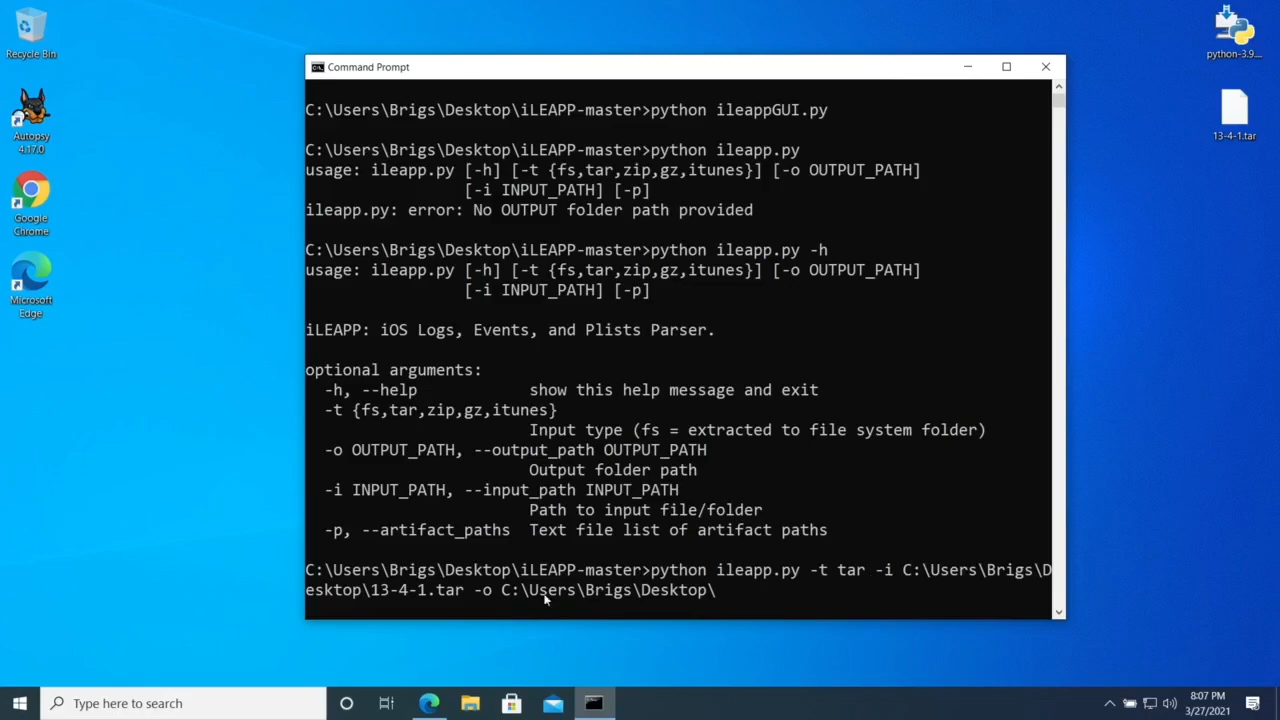 Recycle Bin
Autopsy
4.17.0
Google
Chrome
Microsoft
Edge
python-3.9...
13-4-1.tar
Command Prompt
C:\Users\Brigs\Desktop\iLEAPP-master>python ileappGUI.py
C:\Users\Brigs\Desktop\iLEAPP-master>python ileapp.py
usage: ileapp.py [-h] [-t {fs,tar,zip,gz,itunes}] [-o OUTPUT_PATH]
[-i INPUT_PATH] [-p]
ileapp.py: error: No OUTPUT folder path provided
C:\Users\Brigs\Desktop\iLEAPP-master>python ileapp.py -h
usage: ileapp.py [-h] [-t {fs,tar,zip,gz,itunes}] [-o OUTPUT_PATH]
[-i INPUT_PATH] [-p]
iLEAPP: iOS Logs, Events, and Plists Parser.
optional arguments:
-h, --help show this help message and exit
-t {fs,tar,zip,gz,itunes}
Input type (fs = extracted to file system folder)
-o OUTPUT_PATH, --output_path OUTPUT_PATH
Output folder path
-i INPUT_PATH, --input_path INPUT_PATH
Path to input file/folder
-p, --artifact_paths Text file list of artifact paths
C:\Users\Brigs\Desktop\iLEAPP-master>python ileapp.py -t tar -i C:\Users\Brigs\D
esktop\13-4-1.tar -o C:\Users\Brigs\Desktop\
Type here to search
8:07 PM
3/27/2021